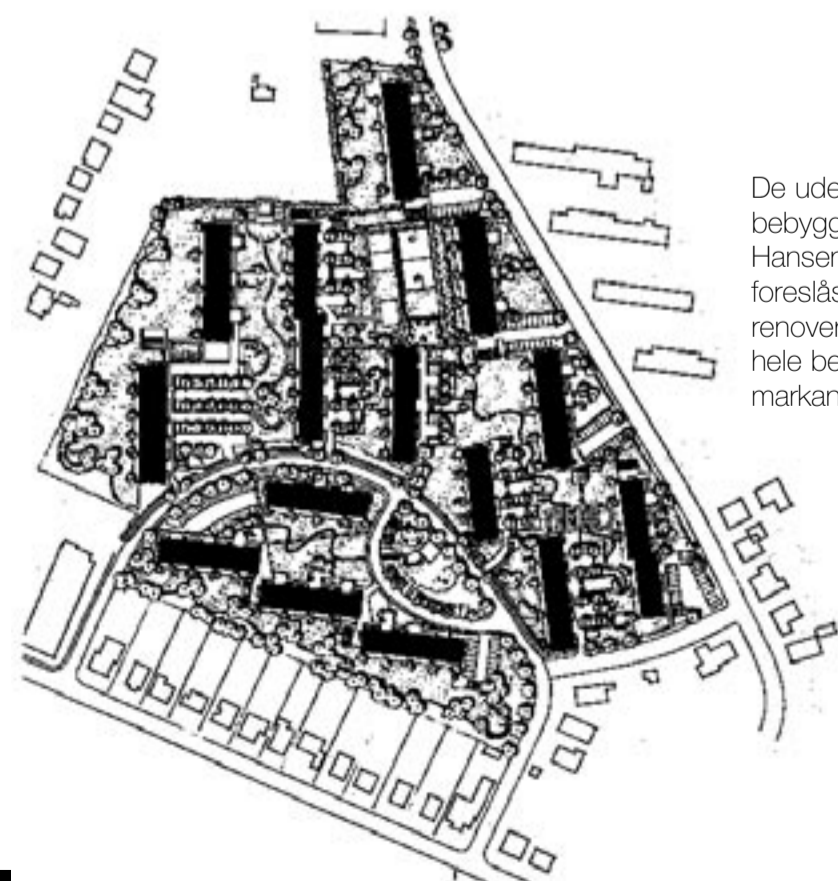 De ude
bebygg
Hansen
foreslås
renover
hele be
markan